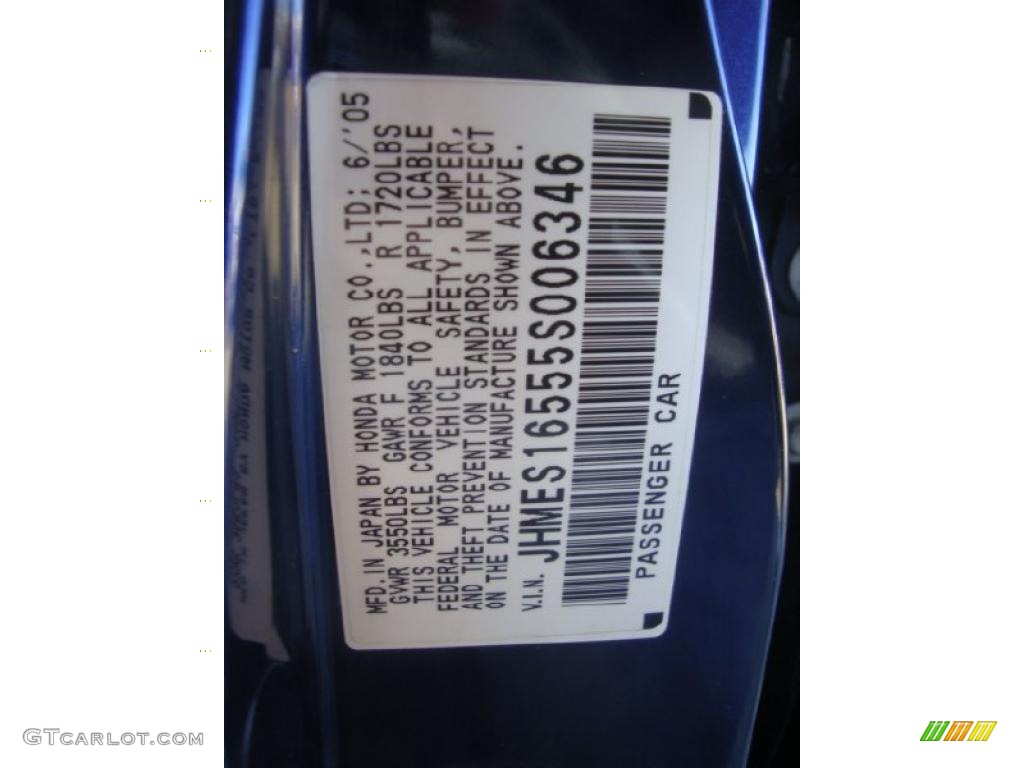 MFD. IN JAPAN BY HONDA MOTOR CO., LTD; 6/'05
GVWR 3550LBS GAWR F 1840LBS R 1720LBS
THIS VEHICLE CONFORMS TO ALL APPLICABLE
FEDERAL MOTOR VEHICLE SAFETY, BUMPER,
AND THEFT PREVENTION STANDARDS IN EFFECT
ON THE DATE OF MANUFACTURE SHOWN ABOVE.
V.I.N. JHMES16555S006346
PASSENGER CAR
GTCARLOT.COM